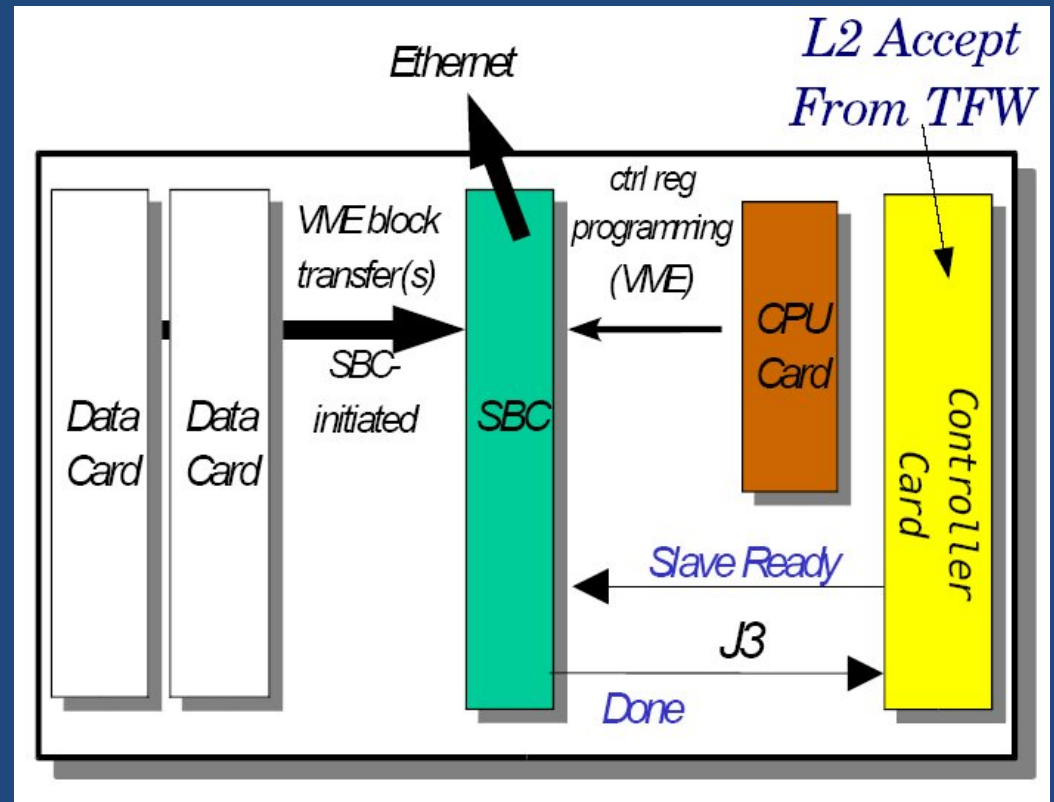 L2 Accept
From TFW
Ethernet
VME block
transfer(s)
SBC-
initiated
ctrl reg
programming
(VME)
Data
Card
Data
Card
SBC
CPU
Card
Controller
Card
Slave Ready
J3
Done